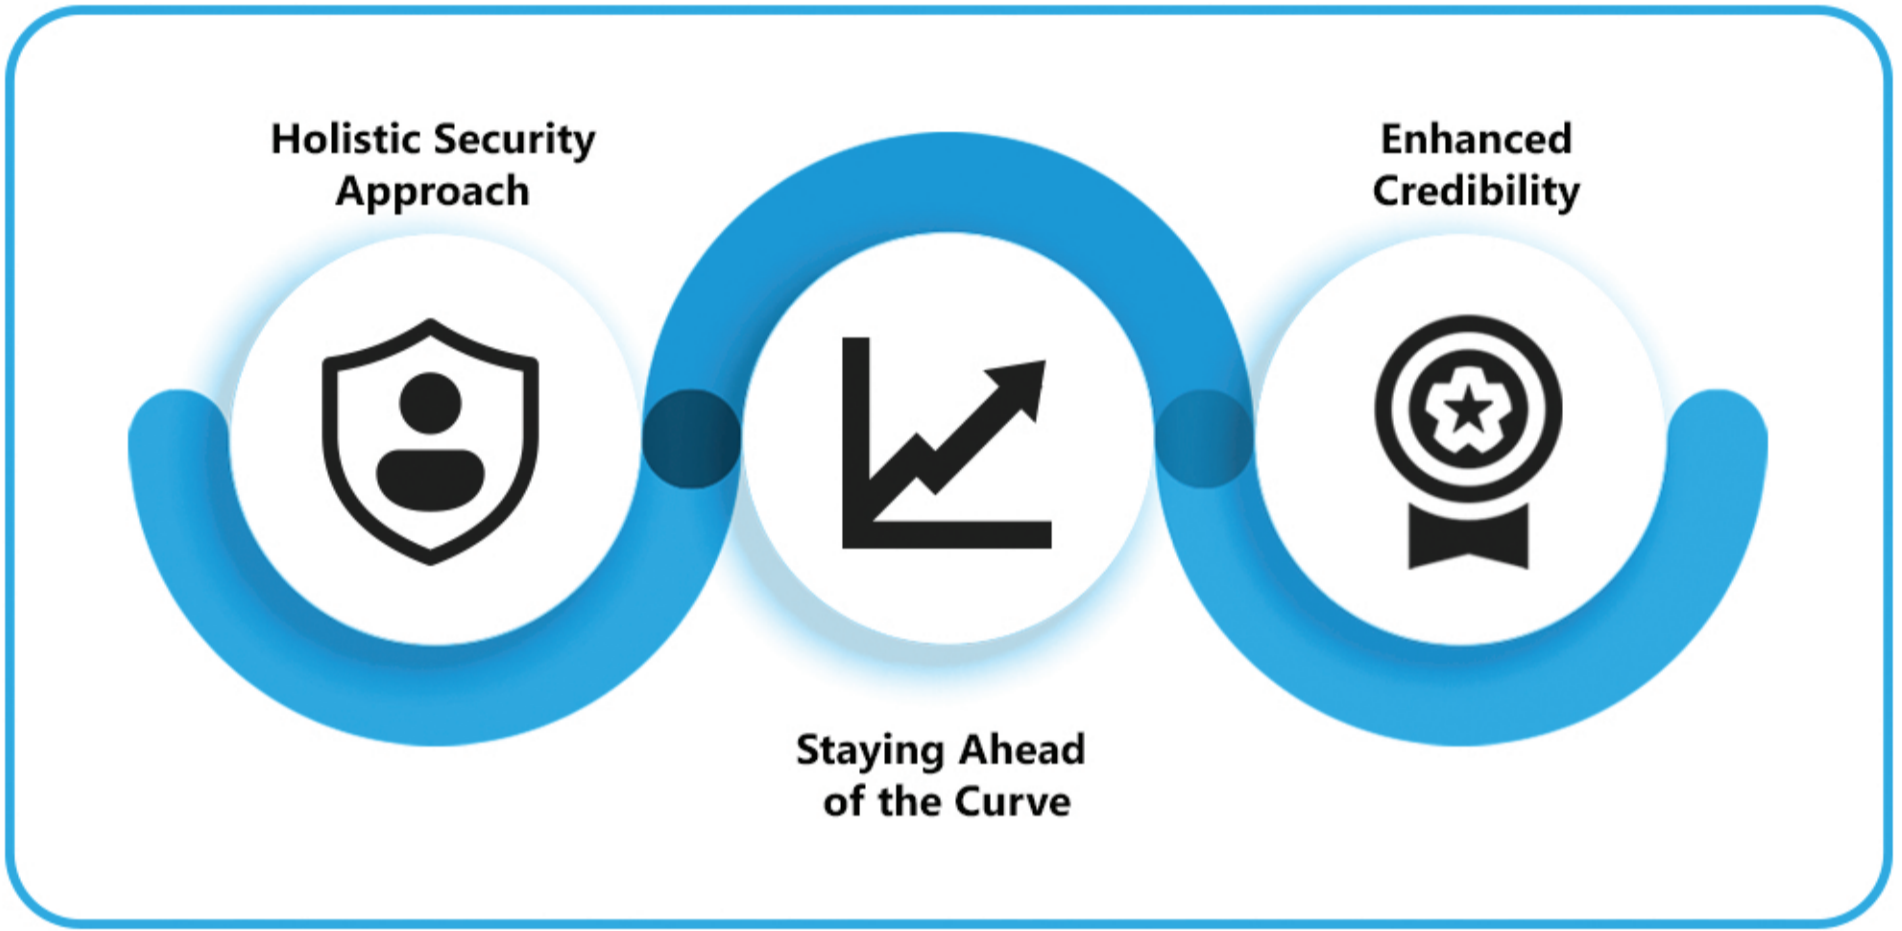 Holistic Security
Approach
Staying Ahead
of the Curve
Enhanced
Credibility